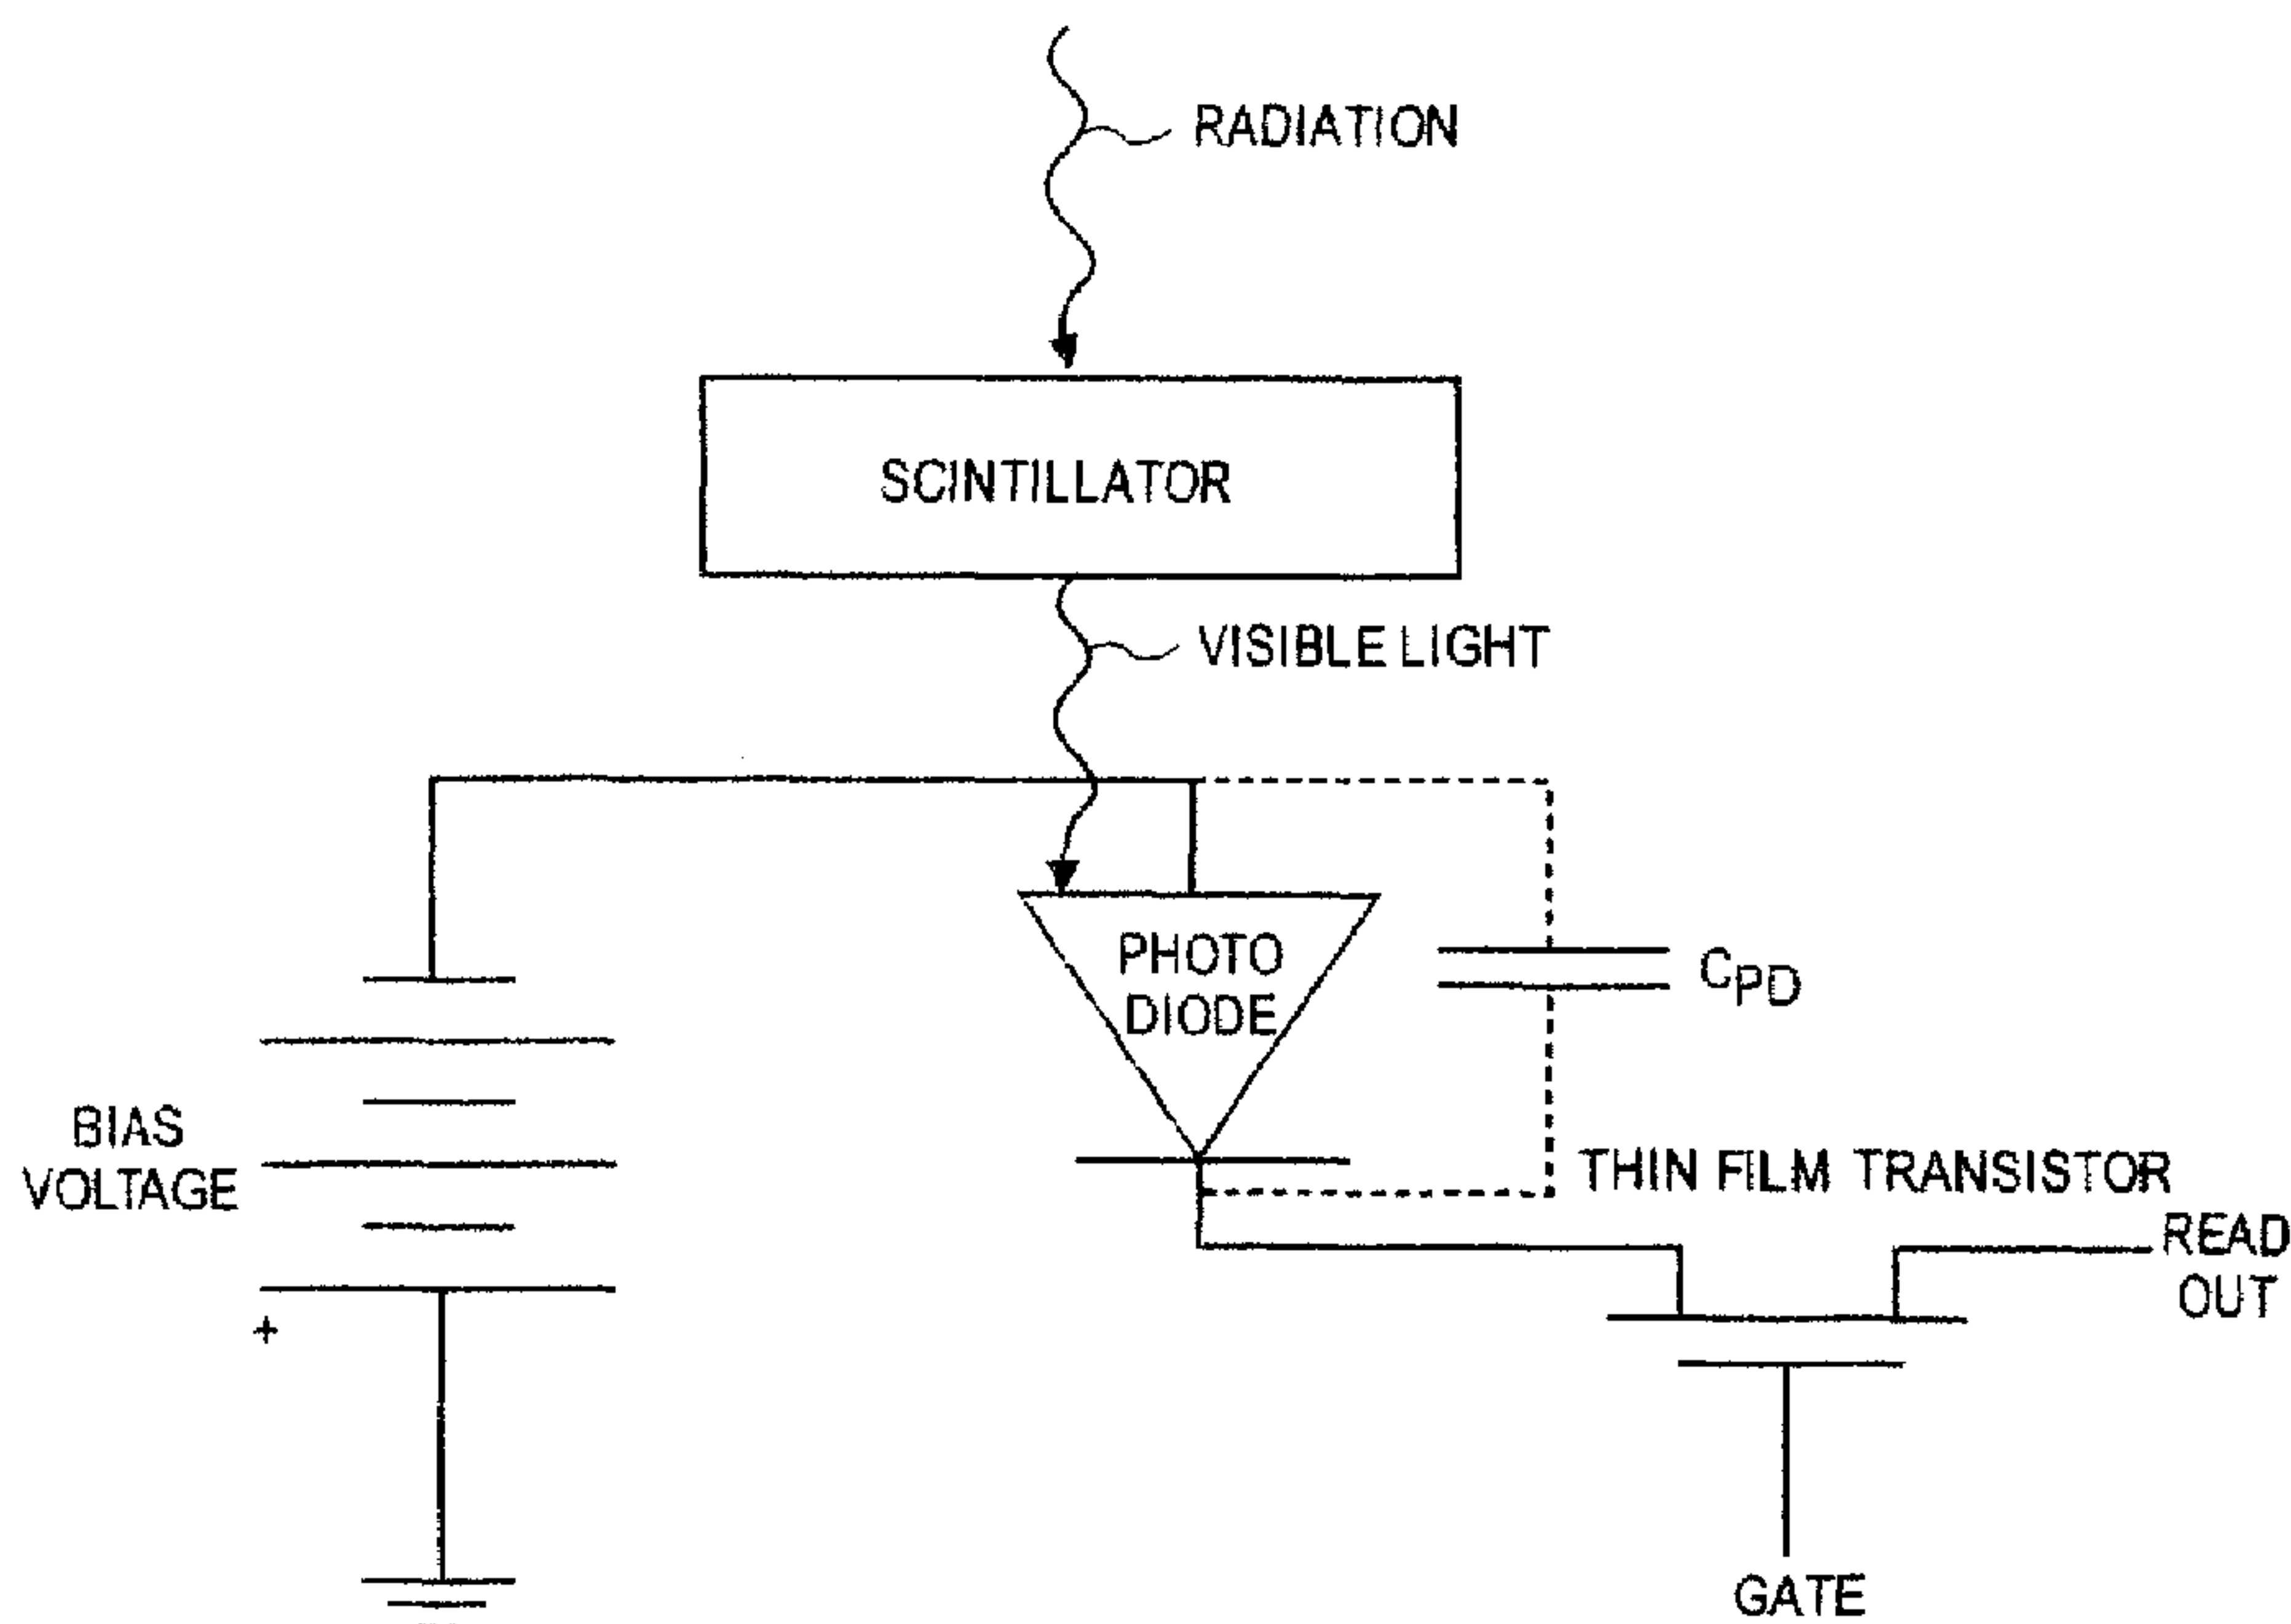 RADIATION
SCINTILLATOR
VISIBLE LIGHT
PHOTO
DIODE
CPD
BIAS
VOLTAGE
+
THIN FILM TRANSISTOR
READ
OUT
GATE